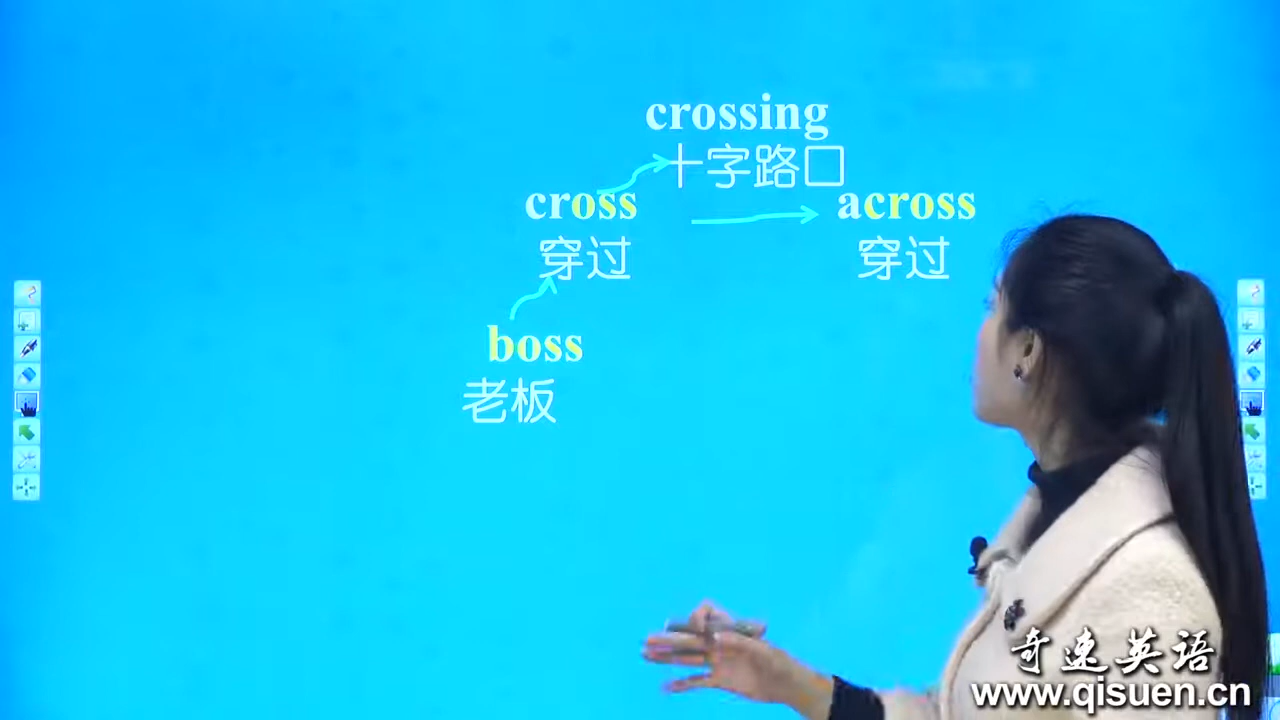 crossing
十字路口
cross
across
穿过
穿过
boss
老板
奇速英语
www.qisuen.cn